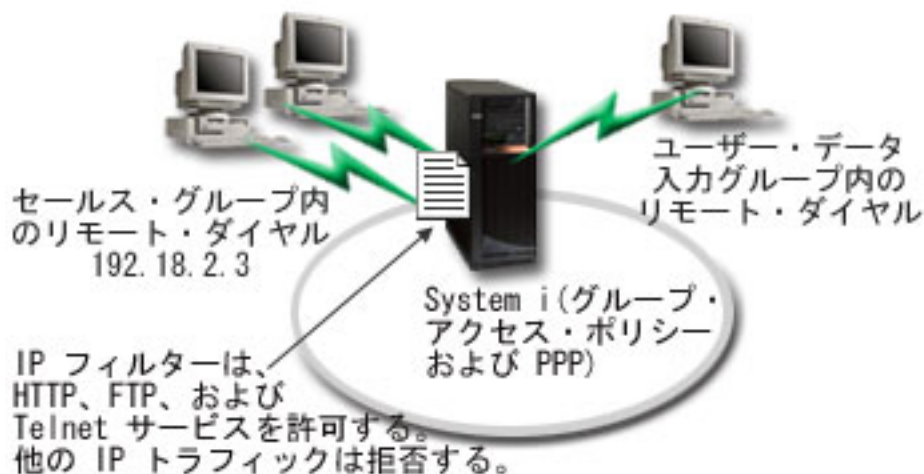 セールス・グループ内
のリモート・ダイヤル
192.18.2.3
ユーザー・データ
入力グループ内の
リモート・ダイヤル
System i(グループ・
アクセス・ポリシー
および PPP)
IP フィルターは、
HTTP、FTP、および
Telnet サービスを許可する。
他の IP トラフィックは拒否する。